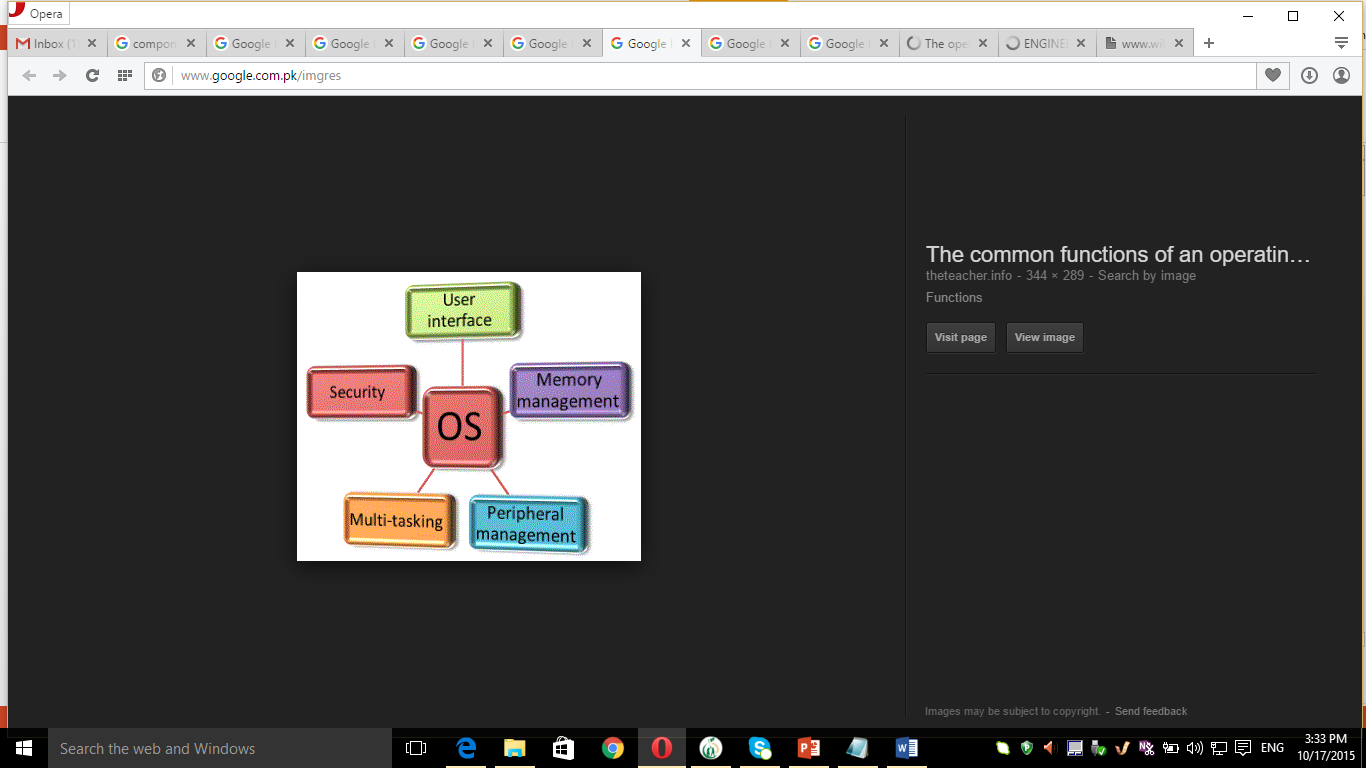 Opera
Inbox (1)
compon
Google
Google
Google
Google
Google
Google
Google
The ope
ENGINE
www.wil
www.google.com.pk/imgres
User
interface
Security
Memory
management
OS
Multi-tasking
Peripheral
management
The common functions of an operatin…
theteacher.info - 344 × 289 - Search by image
Functions
Visit page
View image
Images may be subject to copyright. - Send feedback
Search the web and Windows
ENG
3:33 PM
10/17/2015